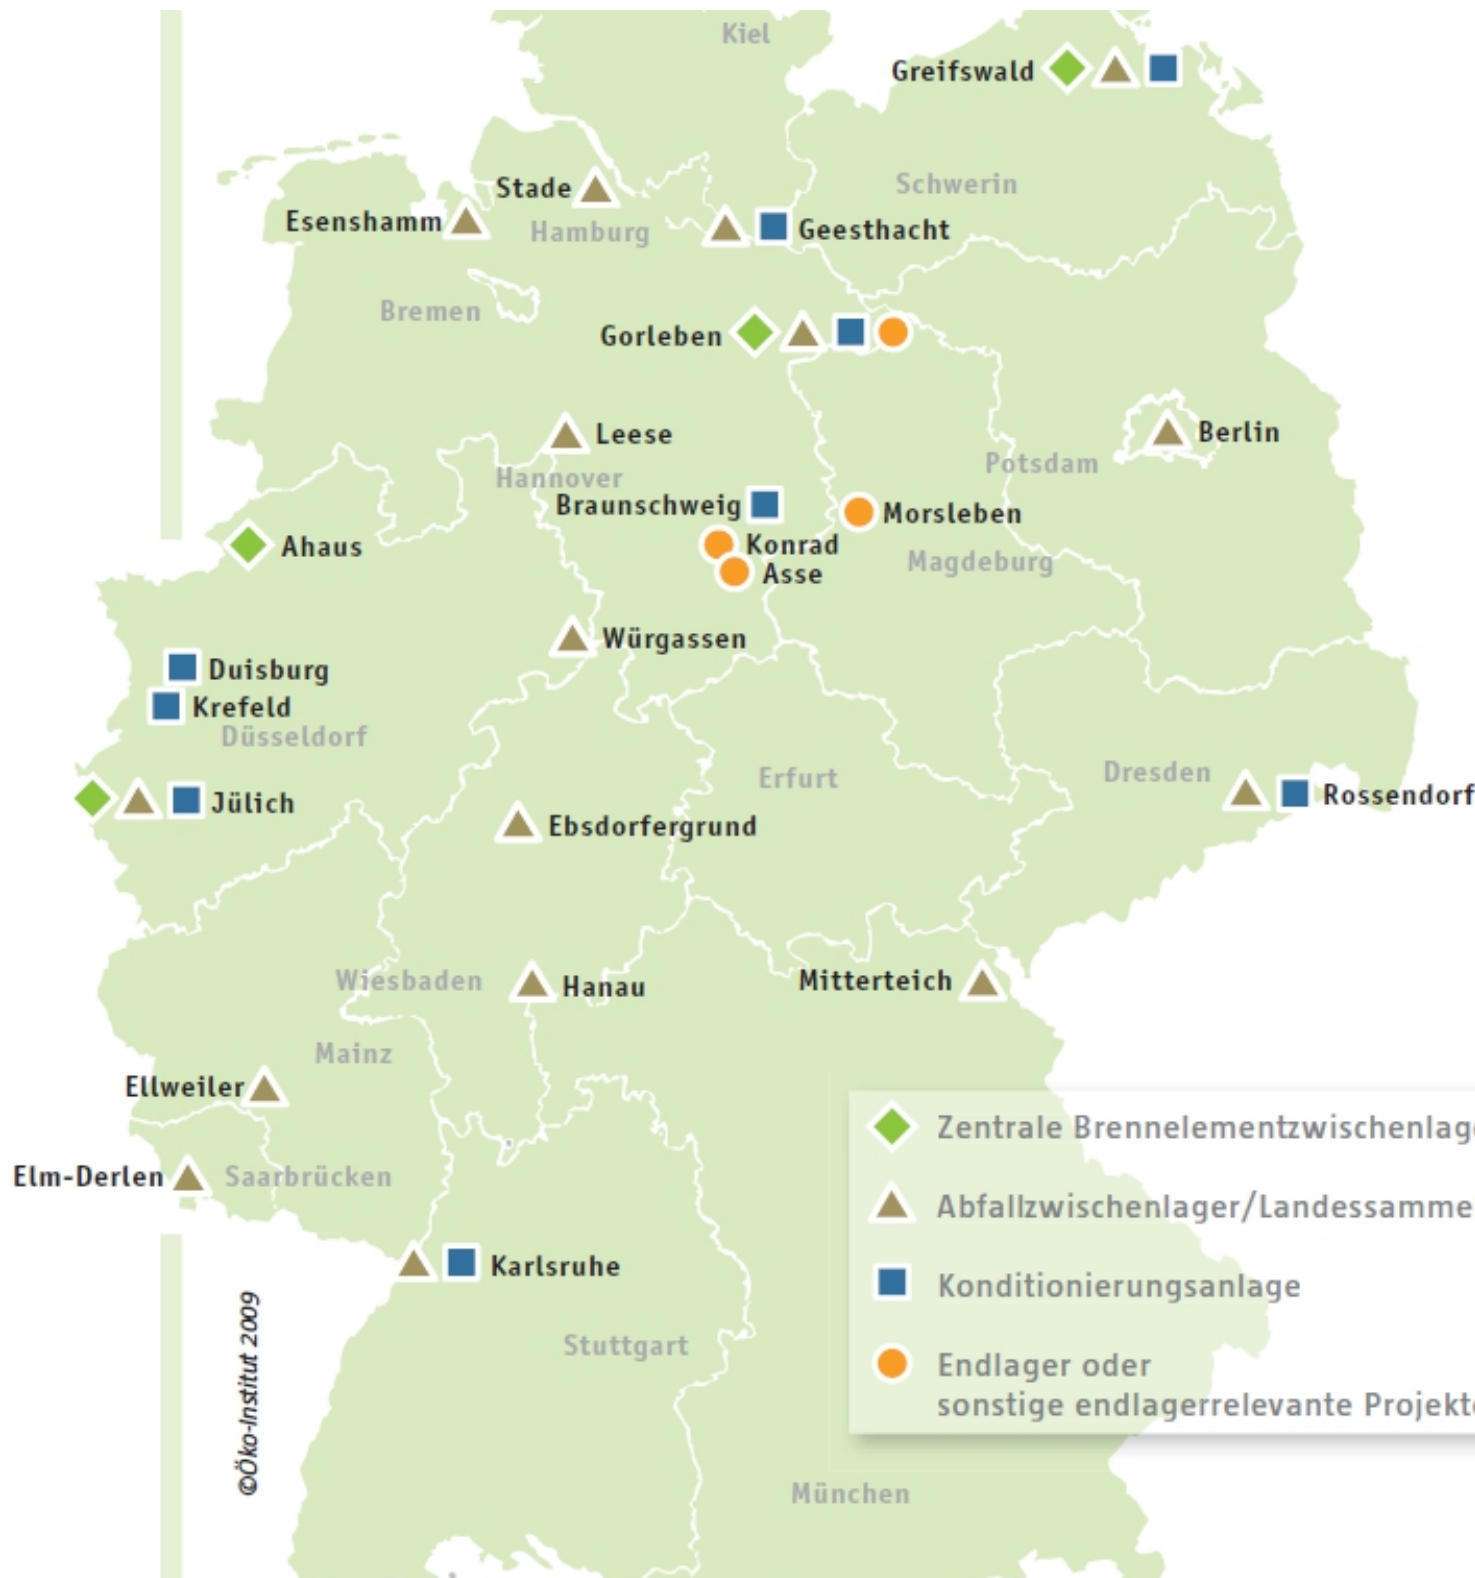 Kiel
Greifswald
Schwerin
Stade
Esenshamm
Hamburg
Geesthacht
Bremen
Gorleben
Leese
Berlin
Hannover
Potsdam
Braunschweig
Morsleben
Ahaus
Konrad
Magdeburg
Asse
Würgassen
Duisburg
Krefeld
Düsseldorf
Erfurt
Dresden
Rossendorf
Jülich
Ebsdorfergrund
Wiesbaden
Hanau
Mitterteich
Mainz
Ellweiler
Elm-Derlen
Saarbrücken
Karlsruhe
Stuttgart
München
Zentrale Brennelementzwischenlage
Abfallzwischenlager/Landessamme
Konditionierungsanlage
Endlager oder
sonstige endlagerrelevante Projekte
©Öko-Institut 2009